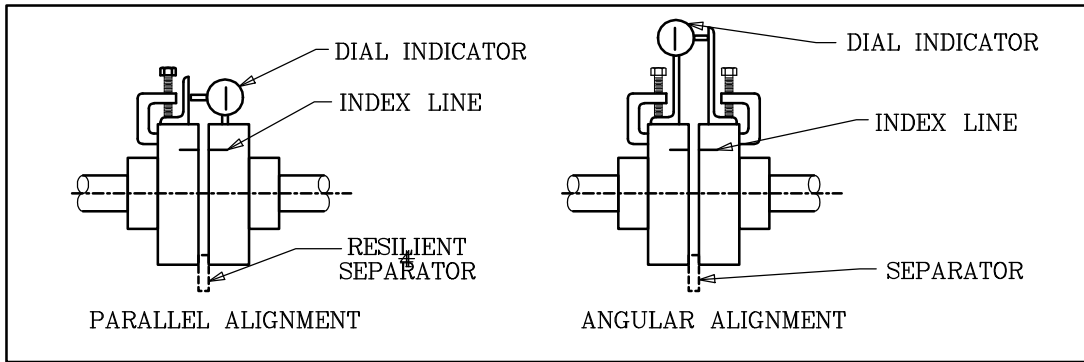 DIAL INDICATOR
INDEX LINE
RESILIENT
SEPARATOR
PARALLEL ALIGNMENT
DIAL INDICATOR
INDEX LINE
SEPARATOR
ANGULAR ALIGNMENT